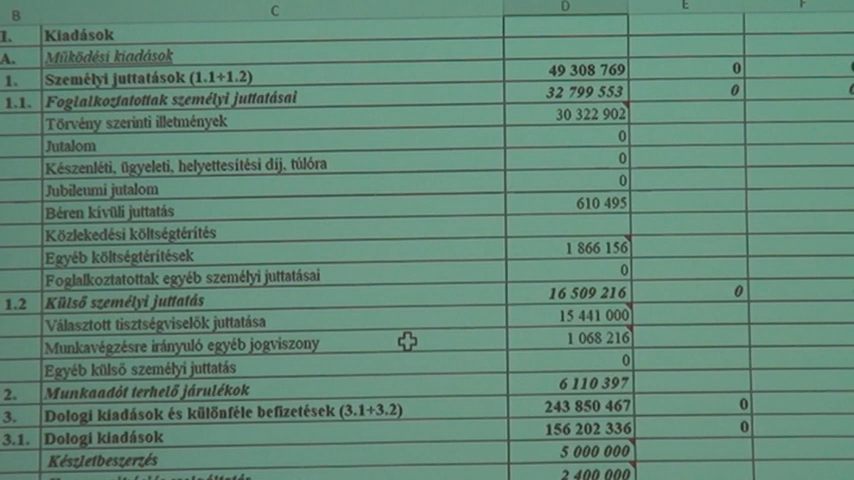 B C D E F
I. Kiadások
A. Működési kiadások
1. Személyi juttatások (1.1+1.2) 49 308 769 0
1.1. Foglalkoztatottak személyi juttatásai 32 799 553 0
Törvény szerinti illetmények 30 322 902
Jutalom 0
Készenléti, ügyeleti, helyettesítési díj, túlóra 0
Jubileumi jutalom 0
Béren kívüli juttatás 610 495
Közlekedési költségtérítés
Egyéb költségtérítések 1 866 156
Foglalkoztatottak egyéb személyi juttatásai 0
1.2 Külső személyi juttatás 16 509 216 0
Választott tisztségviselők juttatása 15 441 000
Munkavégzésre irányuló egyéb jogviszony 1 068 216
Egyéb külső személyi juttatás 0
2. Munkaadót terhelő járulékok 6 110 397
3. Dologi kiadások és különféle befizetések (3.1+3.2) 243 850 467 0
3.1. Dologi kiadások 156 202 336 0
Készletbeszerzés 5 000 000
2 400 000